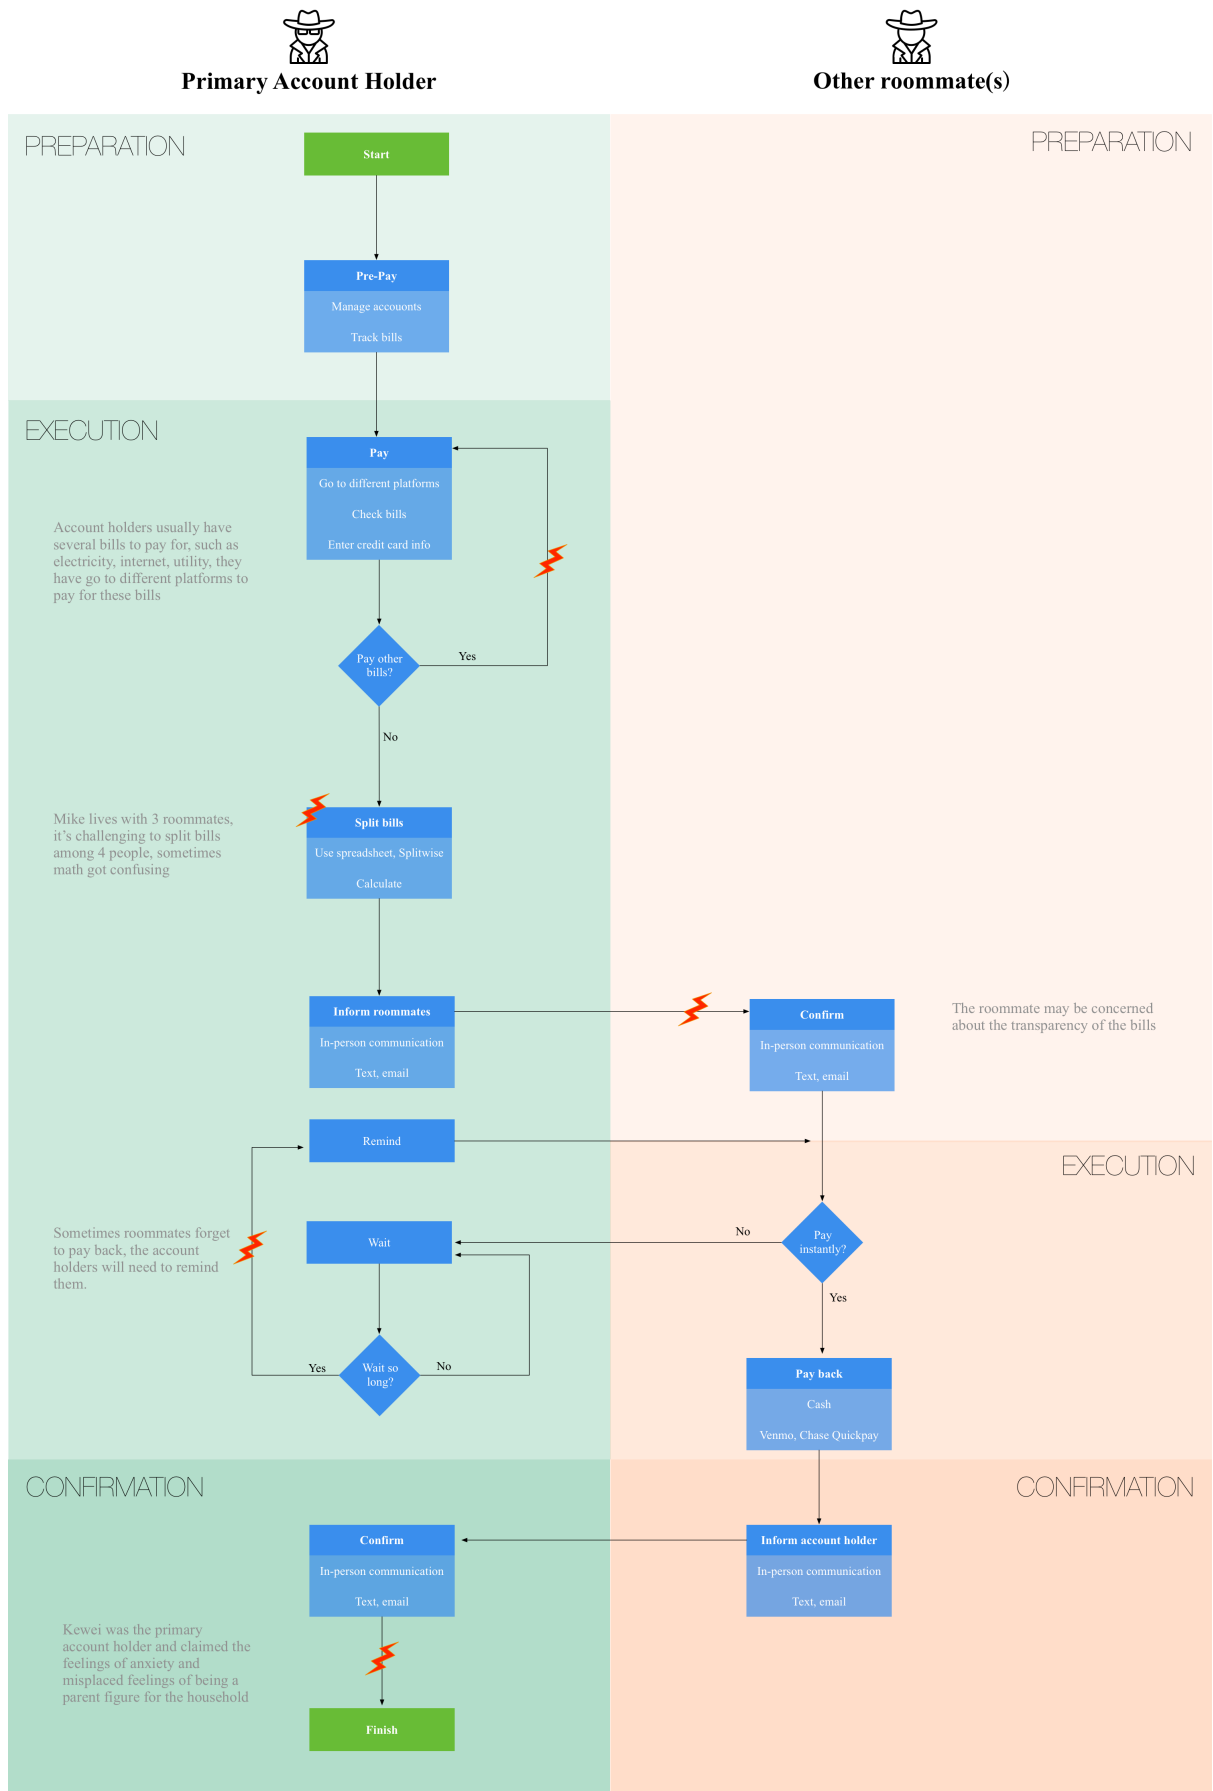 Primary Account Holder
Other roommate(s)
PREPARATION
PREPARATION
Start
Pre-Pay
Manage accouonts
Track bills
EXECUTION
Pay
Go to different platforms
Check bills
Enter credit card info
Account holders usually have
several bills to pay for, such as
electricity, internet, utility, they
have go to different platforms to
pay for these bills
Pay other
bills?
Yes
No
Mike lives with 3 roommates,
it's challenging to split bills
among 4 people, sometimes
math got confusing
Split bills
Use spreadsheet, Splitwise
Calculate
Inform roommates
In-person communication
Text, email
Confirm
In-person communication
Text, email
The roommate may be concerned
about the transparency of the bills
Remind
EXECUTION
Sometimes roommates forget
to pay back, the account
holders will need to remind
them.
Wait
No
Pay
instantly?
Yes
Yes
Wait so
long?
No
Pay back
Cash
Venmo, Chase Quickpay
CONFIRMATION
CONFIRMATION
Confirm
In-person communication
Text, email
Inform account holder
In-person communication
Text, email
Kewei was the primary
account holder and claimed the
feelings of anxiety and
misplaced feelings of being a
parent figure for the household
Finish